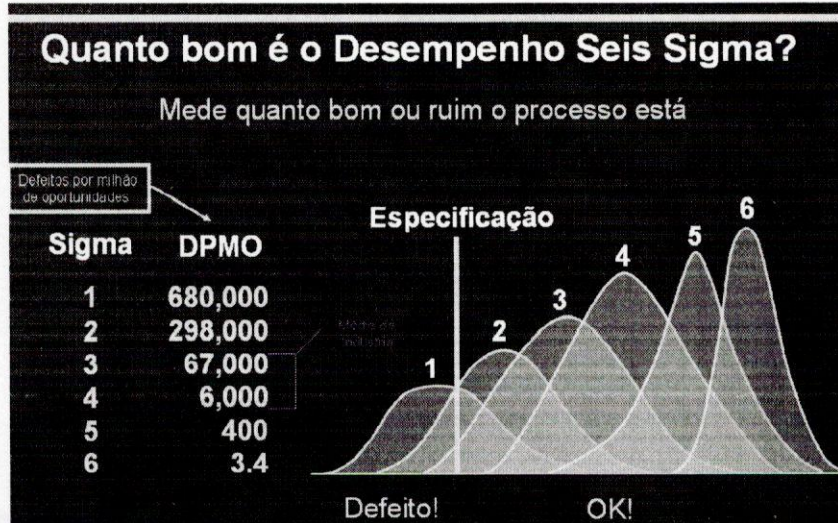 Quanto bom é o Desempenho Seis Sigma?
Mede quanto bom ou ruim o processo está
Defeitos por milhão
de oportunidades
Sigma DPMO
1 680,000
2 298,000
3 67,000
4 6,000
5 400
6 3.4
Especificação
1
2
3
4
5
6
Defeito!
OK!